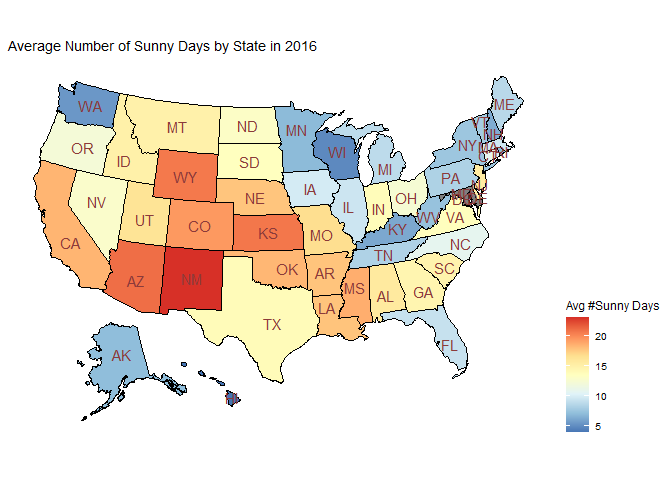 Average Number of Sunny Days by State in 2016
WA
MT
ND
MN
ME
VT
NH
OR
ID
SD
WI
NY
MA
WY
MI
CT
RI
IA
PA
NJ
NE
NV
IL
IN
OH
UT
CO
WV
VA
CA
KS
MO
KY
TN
NC
AZ
NM
OK
AR
SC
MS
AL
GA
LA
TX
FL
AK
HI
Avg #Sunny Days
20
15
10
5